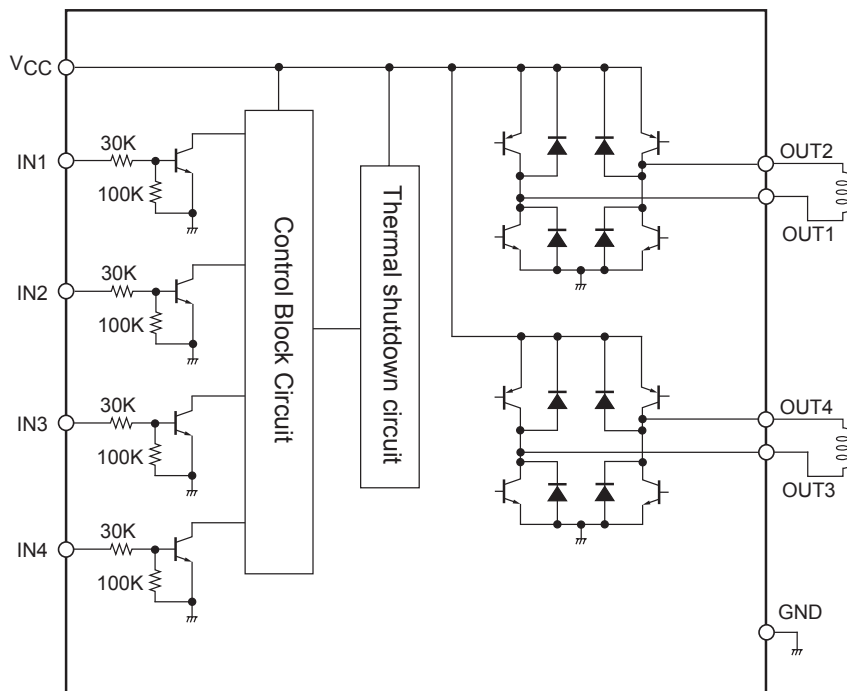 VCC
IN1
30K
100K
IN2
30K
100K
IN3
30K
100K
IN4
30K
100K
Control Block Circuit
Thermal shutdown circuit
OUT2
OUT1
OUT4
OUT3
GND